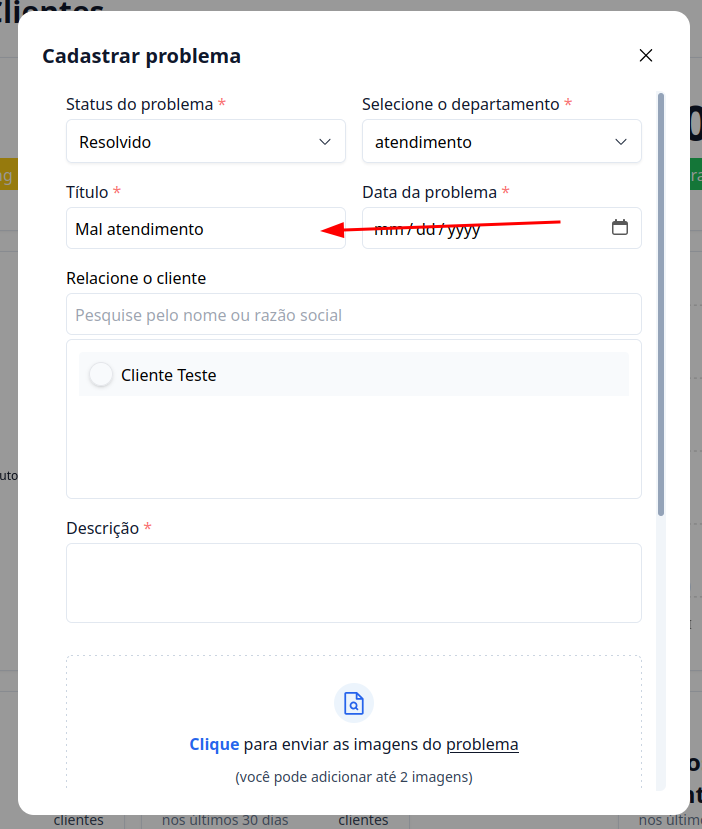 Clientes
Cadastrar problema
Status do problema *
Selecione o departamento *
Resolvido
atendimento
Título *
Data da problema *
Mal atendimento
mm/dd/yyyy
Relacione o cliente
Pesquise pelo nome ou razão social
Cliente Teste
Descrição *
Clique para enviar as imagens do problema
(você pode adicionar até 2 imagens)
clientes
nos últimos 30 dias
clientes